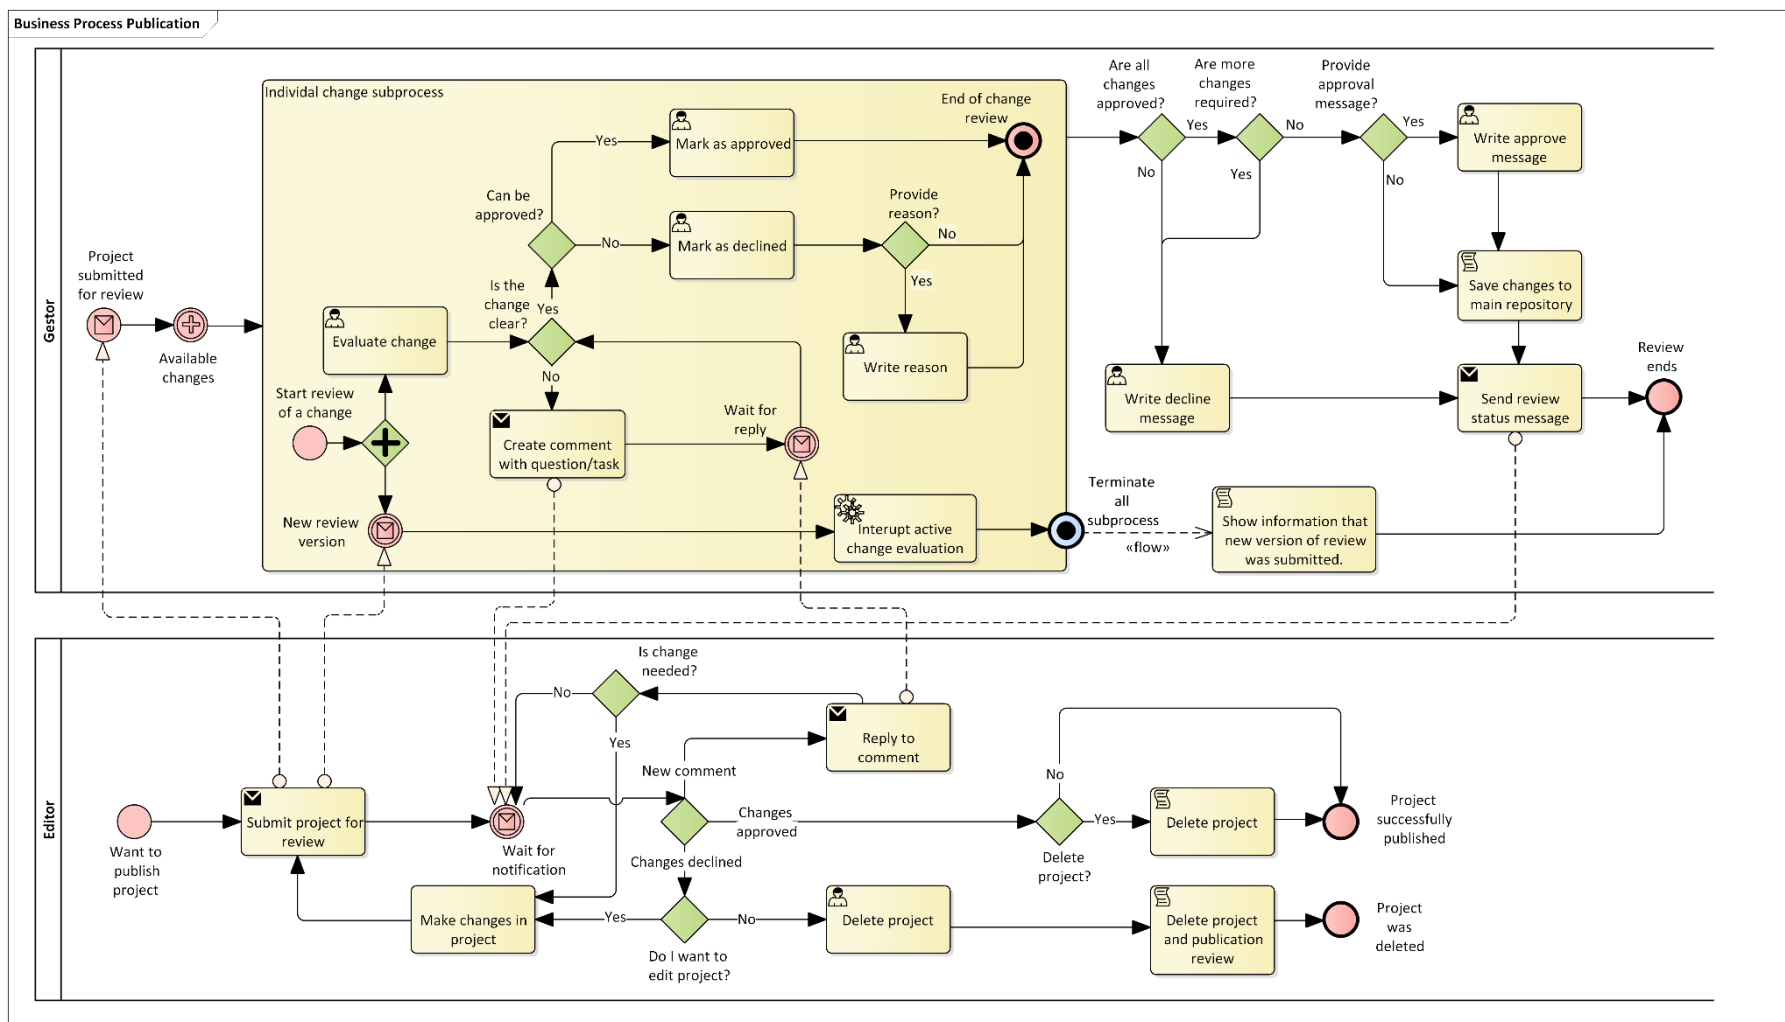 Business Process Publication
Gestor
Project
submitted
for review
Available
changes
Individal change subprocess
Start review
of a change
Evaluate change
New review
version
Is the
change
clear?
Yes
No
Can be
approved?
Yes
No
Mark as approved
Mark as declined
Create comment
with question/task
Wait for
reply
Provide
reason?
No
Yes
Write reason
End of change
review
Interupt active
change evaluation
Terminate
all
subprocess
«flow»
Are all
changes
approved?
Yes
No
Are more
changes
required?
No
Yes
Provide
approval
message?
Yes
No
Write approve
message
Save changes to
main repository
Write decline
message
Send review
status message
Review
ends
Show information that
new version of review
was submitted.
Editor
Want to
publish
project
Submit project for
review
Wait for
notification
Is change
needed?
No
Yes
New comment
Reply to
comment
Changes
approved
Changes declined
Make changes in
project
Yes
No
Do I want to
edit project?
Delete project
Delete project
and publication
review
Project
was
deleted
No
Yes
Delete
project?
Delete project
Project
successfully
published